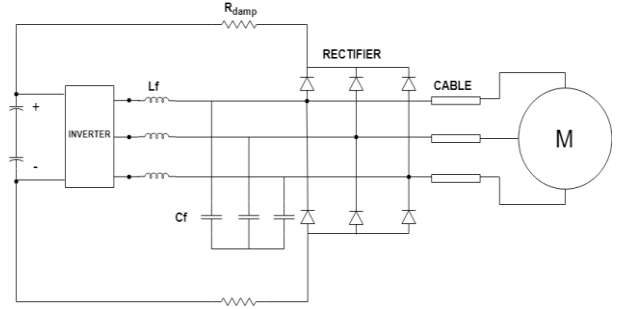 Rdamp
RECTIFIER
Lf
CABLE
+
INVERTER
M
-
Cf